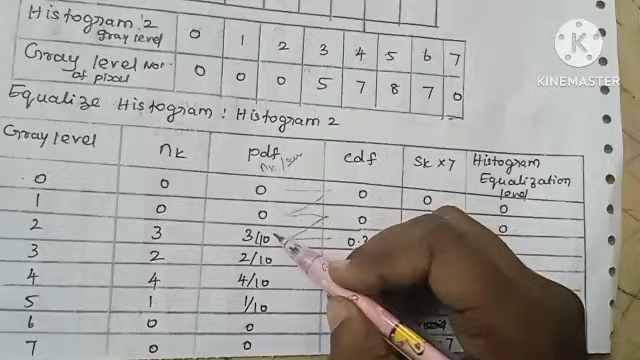 Histogram 2 gray level 0 1 2 3 4 5 6 7
Gray level No. of pixel 0 0 0 5 7 8 7 0
KINEMASTER
Equalize Histogram : Histogram 2
Gray level nk pdf nk/sum cdf Sk x 7 Histogram Equalization level
0 0 0 0 0 0
1 0 0 0 0
2 3 3/10
3 2 2/10
4 4 4/10
5 1 1/10
6 0 0
7 0 0 7